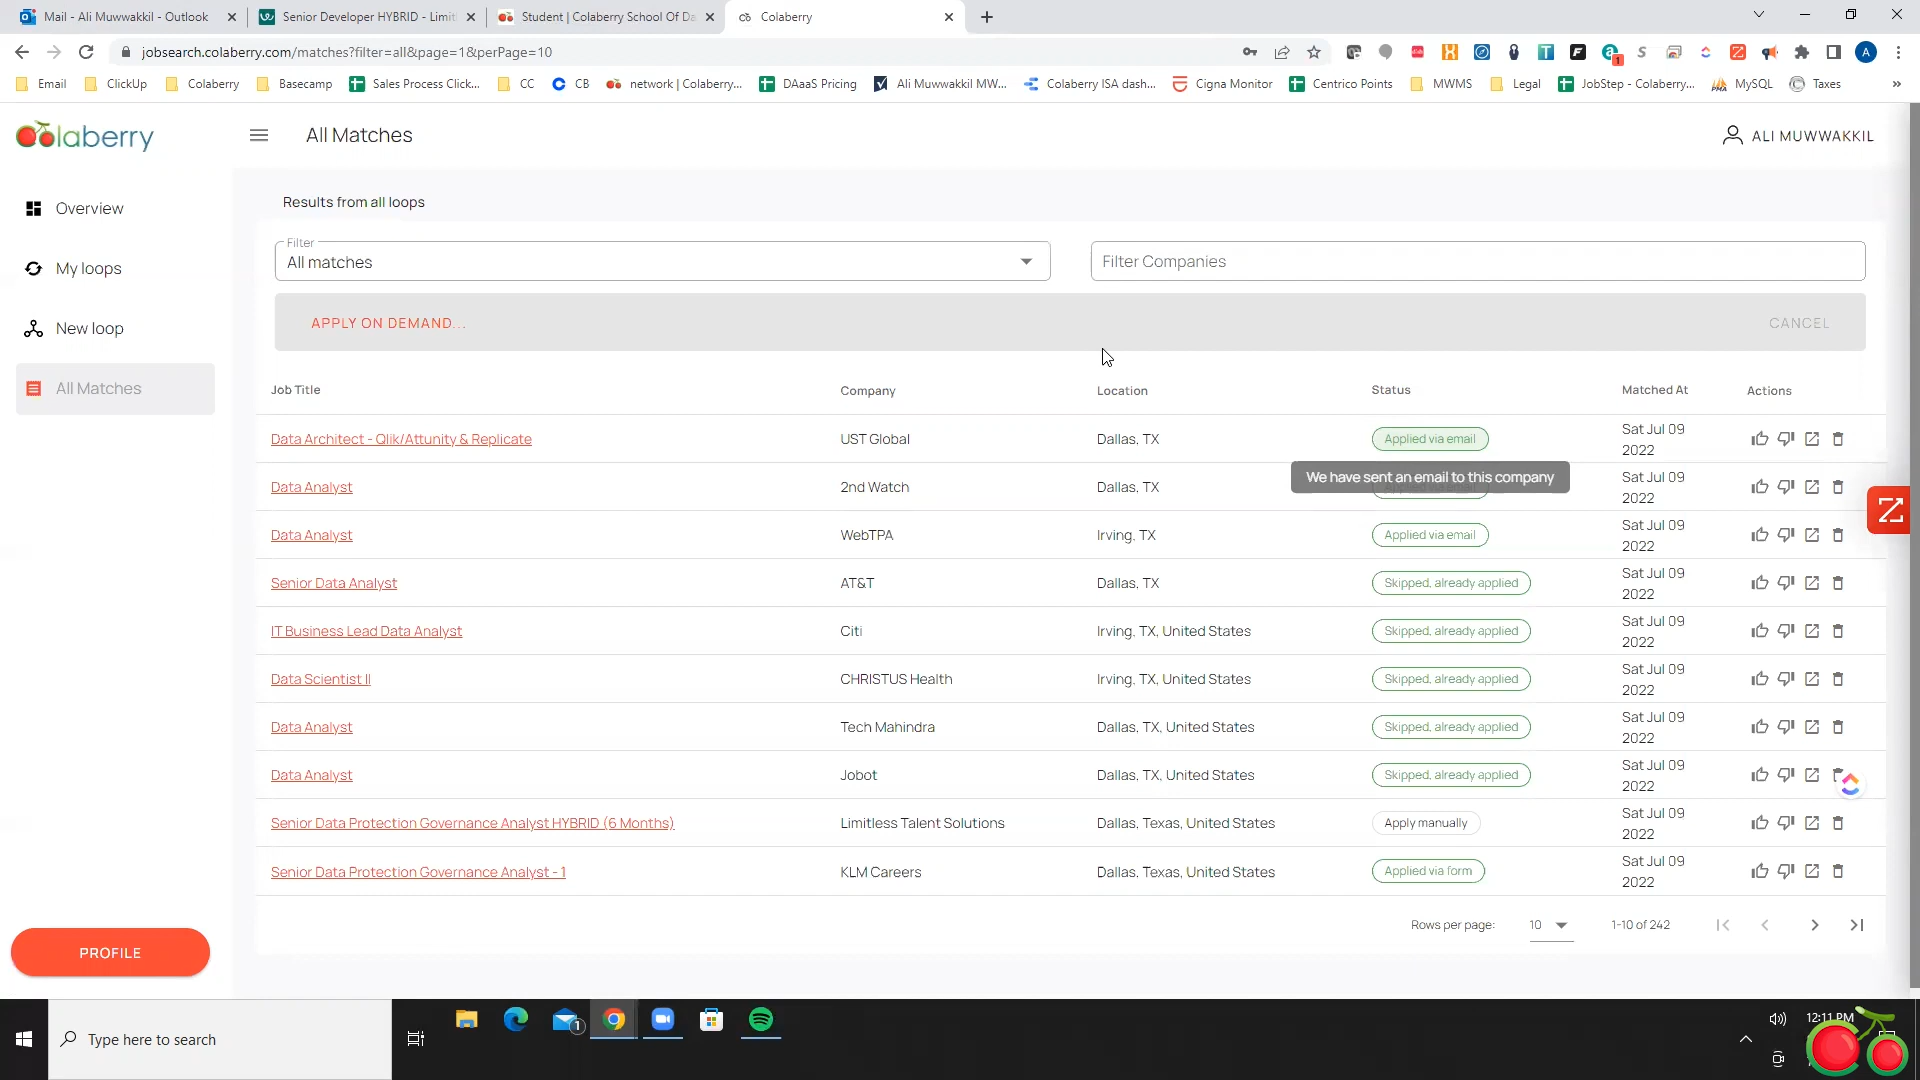 Mail - Ali Muwwakkil - Outlook
Senior Developer HYBRID - Limit
Student | Colaberry School Of Da
Colaberry
jobsearch.colaberry.com/matches?filter=all&page=1&perPage=10
Email ClickUp Colaberry Basecamp Sales Process Click... CC CB network | Colaberry... DAaaS Pricing Ali Muwwakkil MW... Colaberry ISA dash... Cigna Monitor Centrico Points MWMS Legal JobStep - Colaberry... MySQL Taxes »
Colaberry
All Matches
ALI MUWWAKKIL
Overview
My loops
New loop
All Matches
PROFILE
Results from all loops
Filter
All matches
Filter Companies
APPLY ON DEMAND...
CANCEL
Job Title Company Location Status Matched At Actions
Data Architect - Qlik/Attunity & Replicate UST Global Dallas, TX Applied via email Sat Jul 09 2022
We have sent an email to this company
Data Analyst 2nd Watch Dallas, TX Sat Jul 09 2022
Data Analyst WebTPA Irving, TX Applied via email Sat Jul 09 2022
Senior Data Analyst AT&T Dallas, TX Skipped, already applied Sat Jul 09 2022
IT Business Lead Data Analyst Citi Irving, TX, United States Skipped, already applied Sat Jul 09 2022
Data Scientist II CHRISTUS Health Irving, TX, United States Skipped, already applied Sat Jul 09 2022
Data Analyst Tech Mahindra Dallas, TX, United States Skipped, already applied Sat Jul 09 2022
Data Analyst Jobot Dallas, TX, United States Skipped, already applied Sat Jul 09 2022
Senior Data Protection Governance Analyst HYBRID (6 Months) Limitless Talent Solutions Dallas, Texas, United States Apply manually Sat Jul 09 2022
Senior Data Protection Governance Analyst - 1 KLM Careers Dallas, Texas, United States Applied via form Sat Jul 09 2022
Rows per page: 10 1-10 of 242
Type here to search
1
12:11 PM